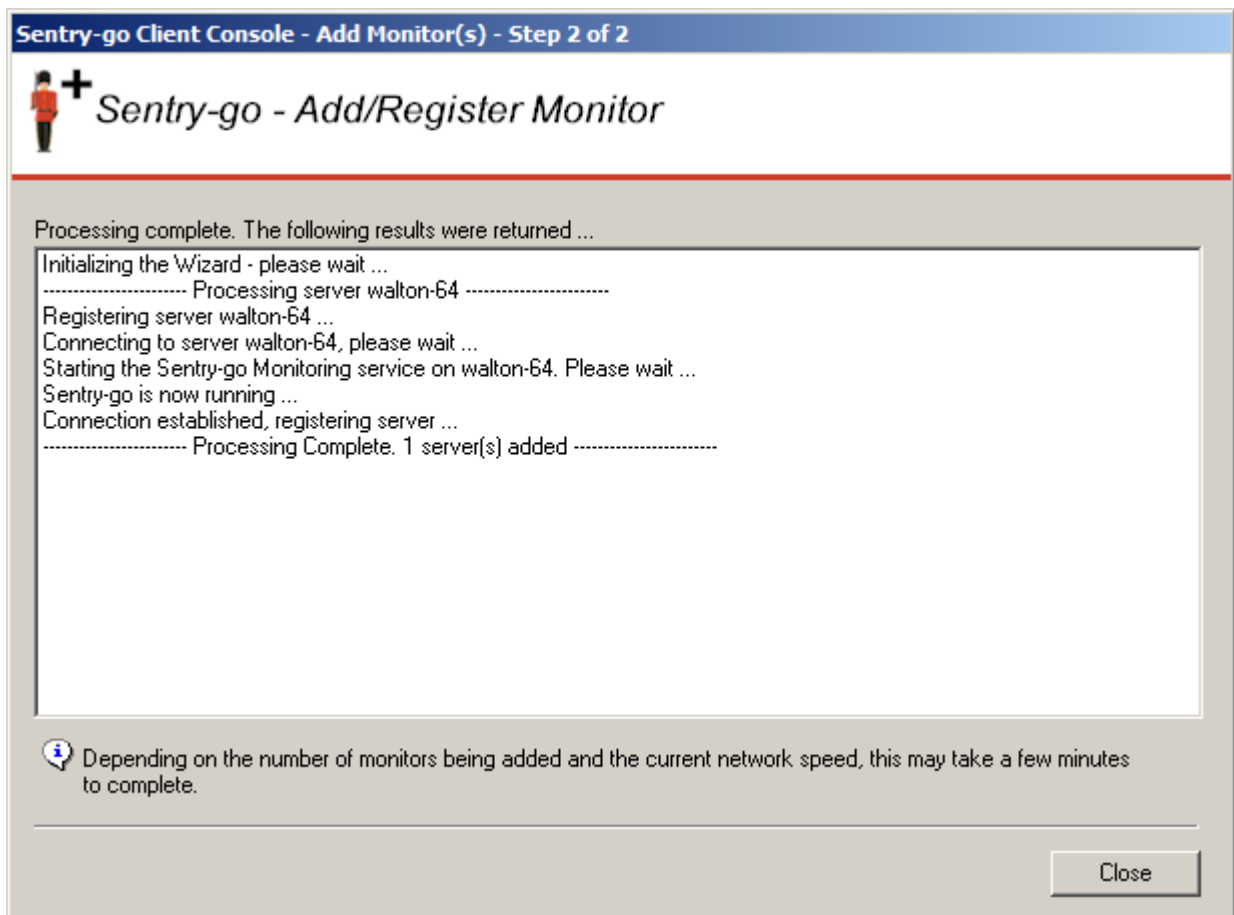 Sentry-go Client Console - Add Monitor(s) - Step 2 of 2
Sentry-go - Add/Register Monitor
Processing complete. The following results were returned ...
Initializing the Wizard - please wait ...
------------------------ Processing server walton-64 ------------------------
Registering server walton-64 ...
Connecting to server walton-64, please wait ...
Starting the Sentry-go Monitoring service on walton-64. Please wait ...
Sentry-go is now running ...
Connection established, registering server ...
------------------------ Processing Complete. 1 server(s) added ------------------------
Depending on the number of monitors being added and the current network speed, this may take a few minutes
to complete.
Close